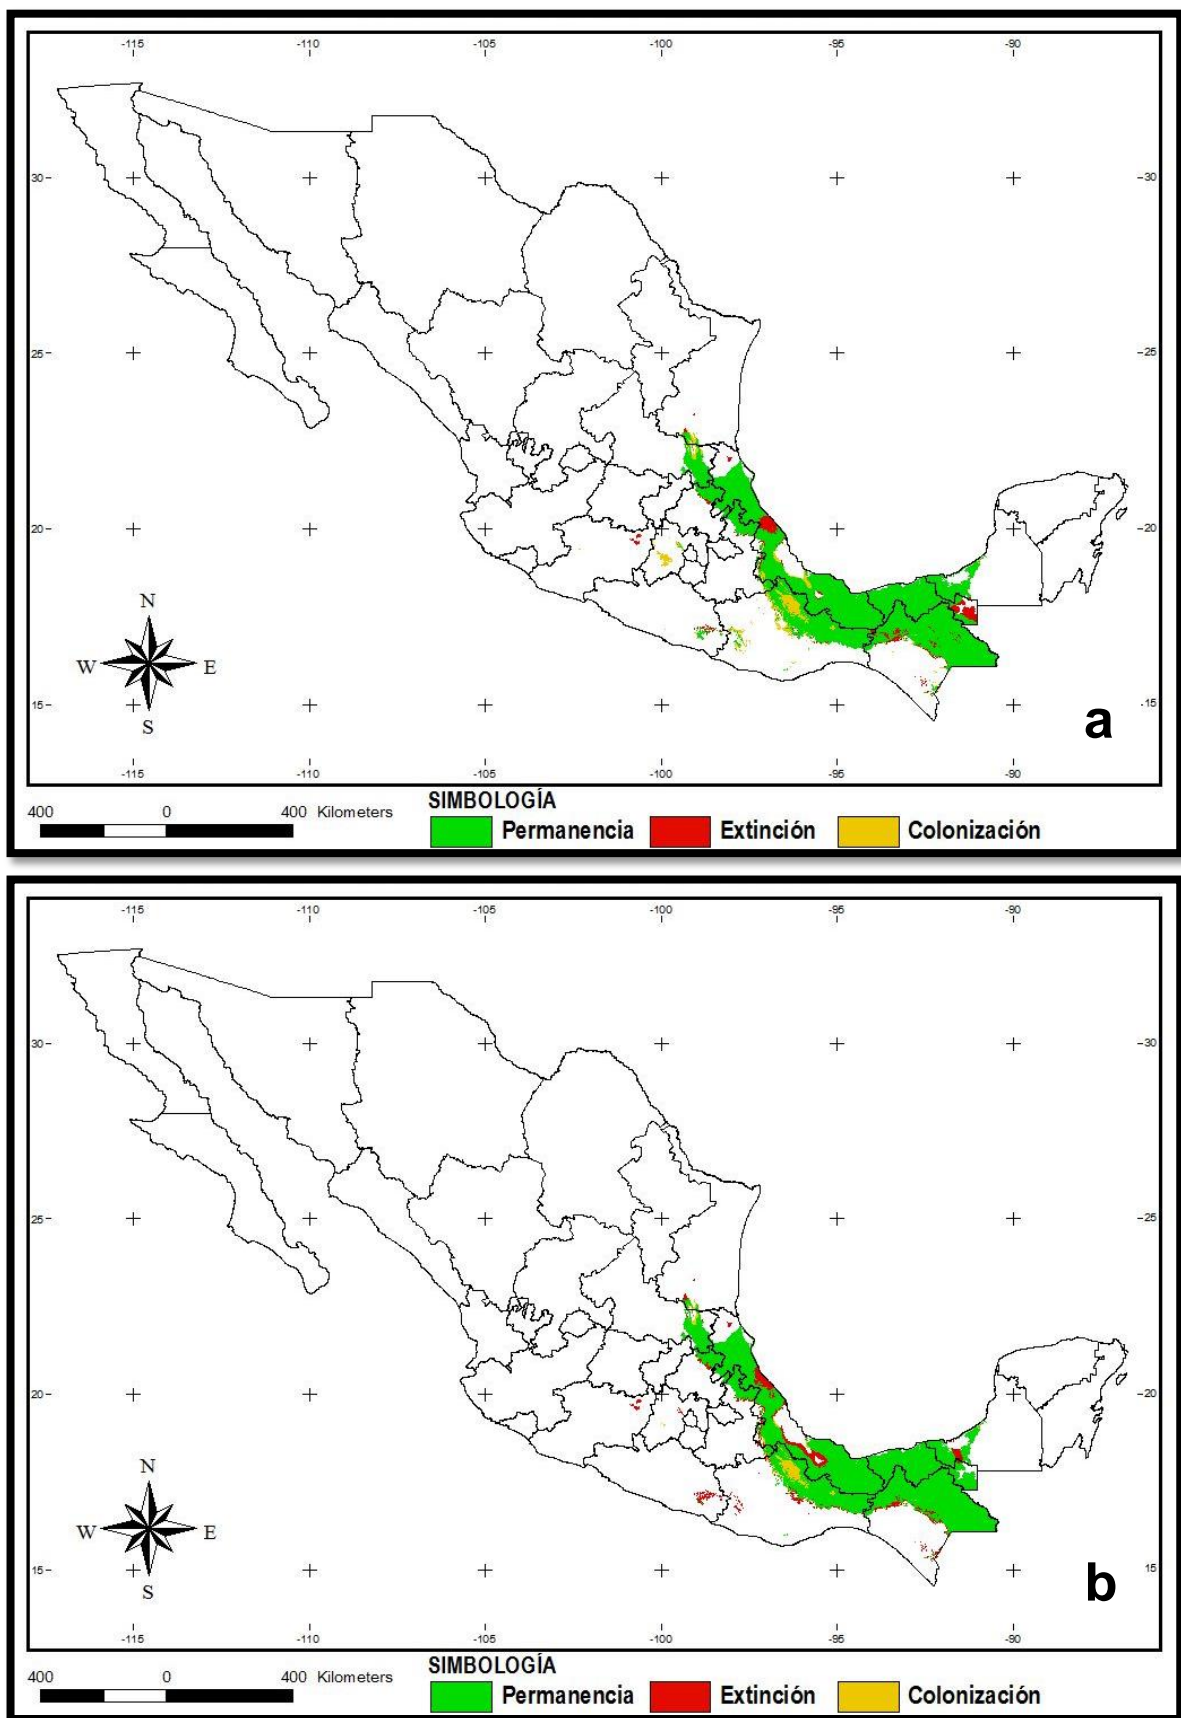 -115 -110 -105 -100 -95 -90
30 30
25 25
20 20
15 15
N
W E
S
a
-115 -110 -105 -100 -95 -90
400 0 400 Kilometers
SIMBOLOGÍA
Permanencia Extinción Colonización
-115 -110 -105 -100 -95 -90
30 30
25 25
20 20
15 15
N
W E
S
b
-115 -110 -105 -100 -95 -90
400 0 400 Kilometers
SIMBOLOGÍA
Permanencia Extinción Colonización